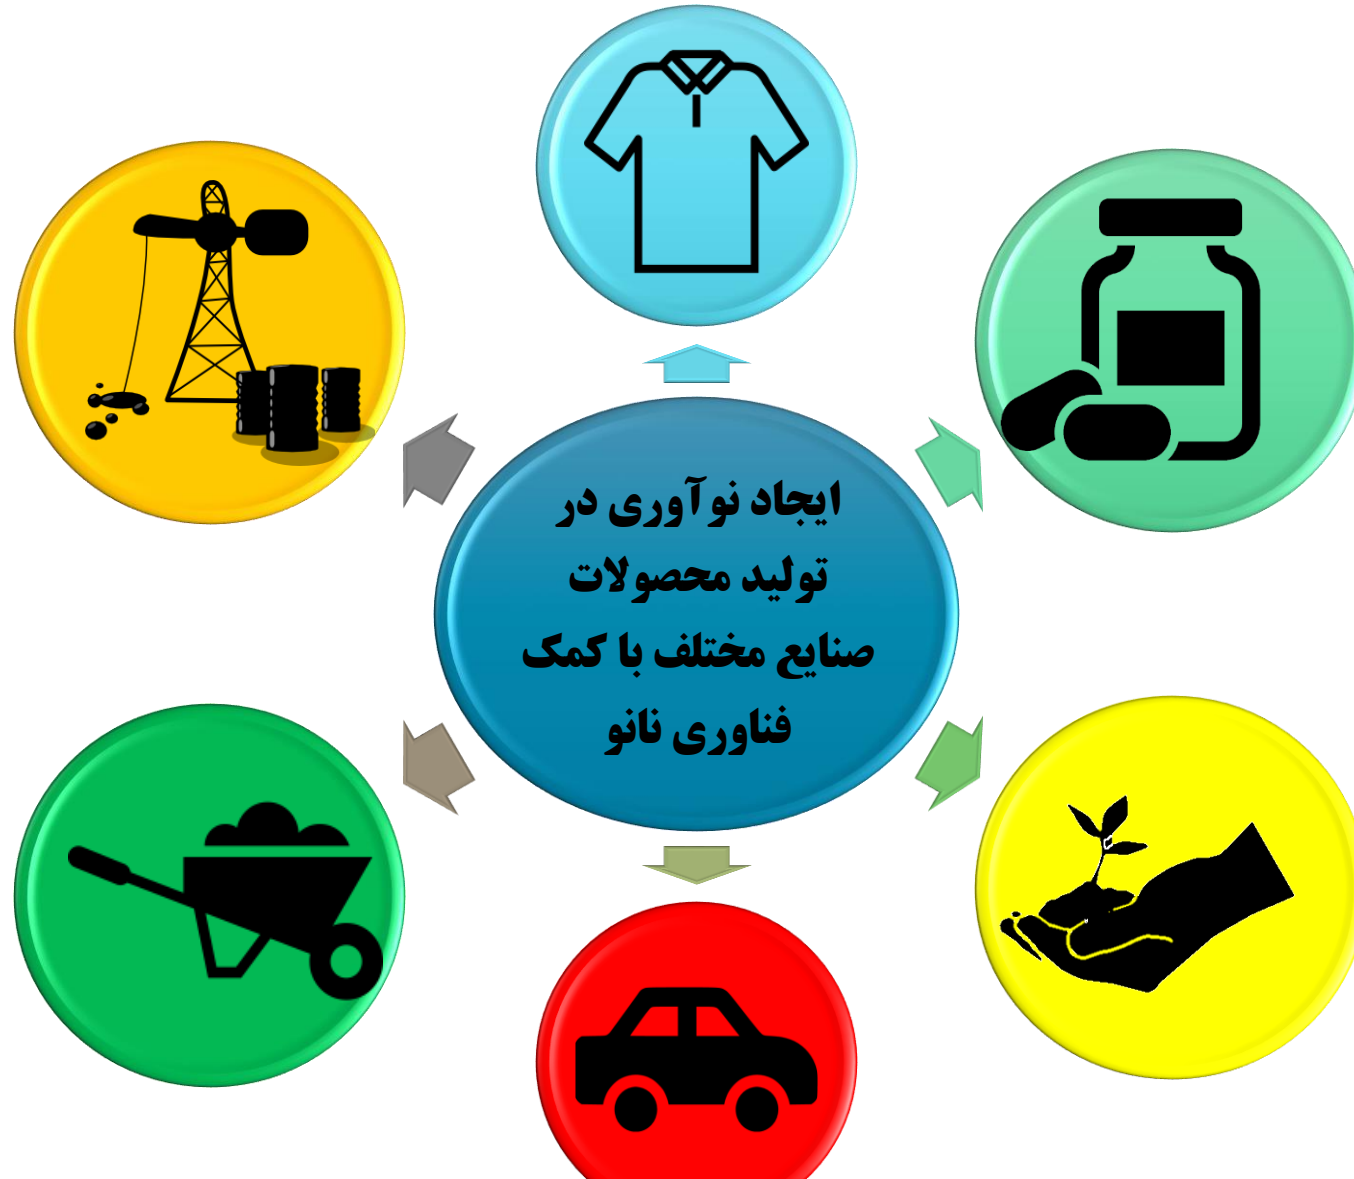 ایجاد نوآوری در
تولید محصولات
صنایع مختلف با کمک
فناوری نانو